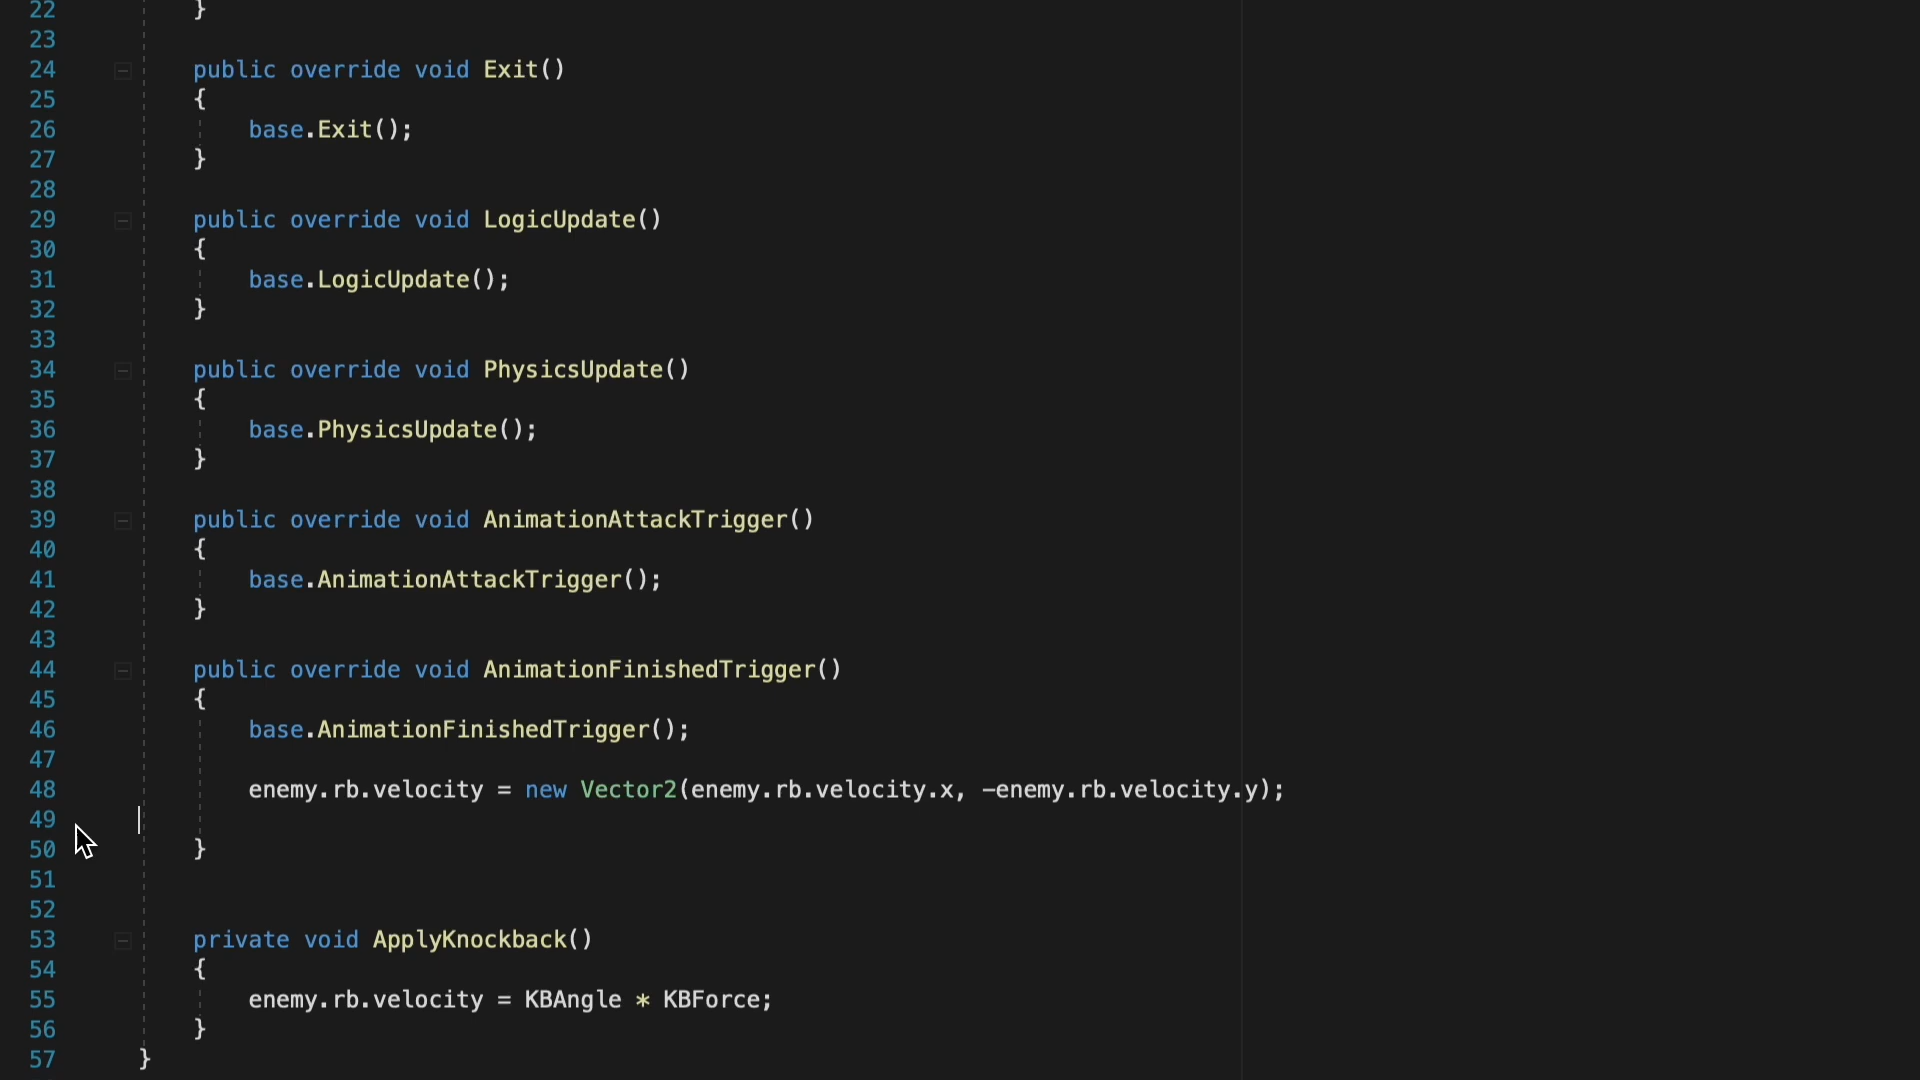 22 }
23
24 public override void Exit()
25 {
26 base.Exit();
27 }
28
29 public override void LogicUpdate()
30 {
31 base.LogicUpdate();
32 }
33
34 public override void PhysicsUpdate()
35 {
36 base.PhysicsUpdate();
37 }
38
39 public override void AnimationAttackTrigger()
40 {
41 base.AnimationAttackTrigger();
42 }
43
44 public override void AnimationFinishedTrigger()
45 {
46 base.AnimationFinishedTrigger();
47
48 enemy.rb.velocity = new Vector2(enemy.rb.velocity.x, -enemy.rb.velocity.y);
49
50 }
51
52
53 private void ApplyKnockback()
54 {
55 enemy.rb.velocity = KBAngle * KBForce;
56 }
57 }